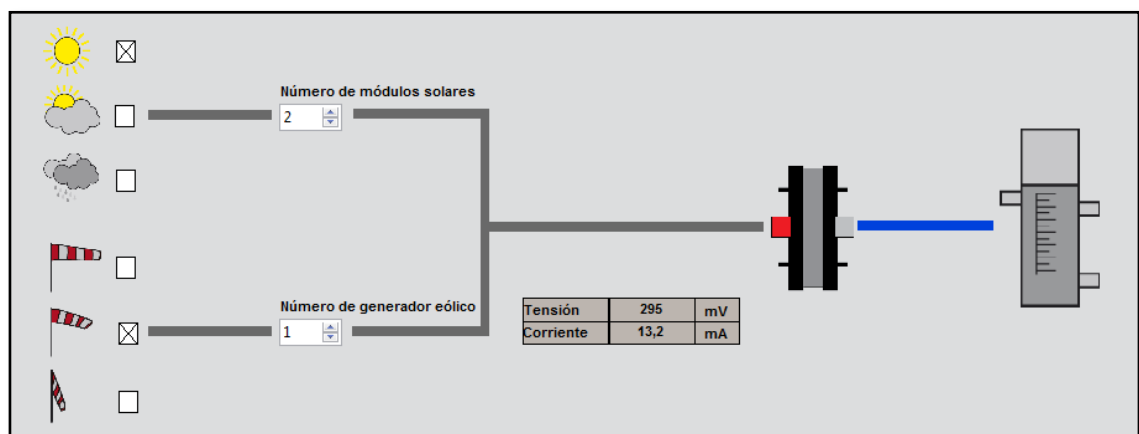 Número de módulos solares
2
Número de generador eólico
1
Tensión 295 mV
Corriente 13,2 mA